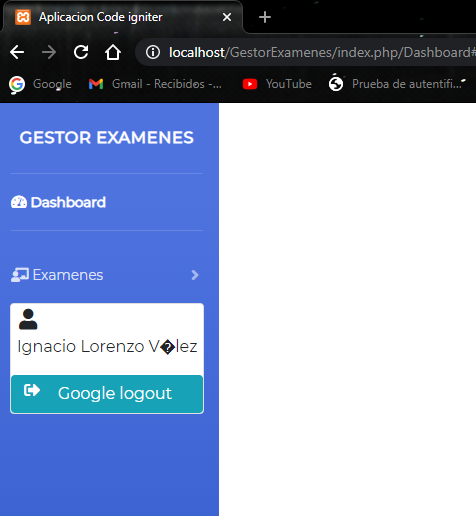 Aplicacion Code igniter
localhost/GestorExamenes/index.php/Dashboard#
Google
Gmail - Recibides -...
YouTube
Prueba de autentifi...
GESTOR EXAMENES
Dashboard
Examenes
Ignacio Lorenzo V�lez
Google logout